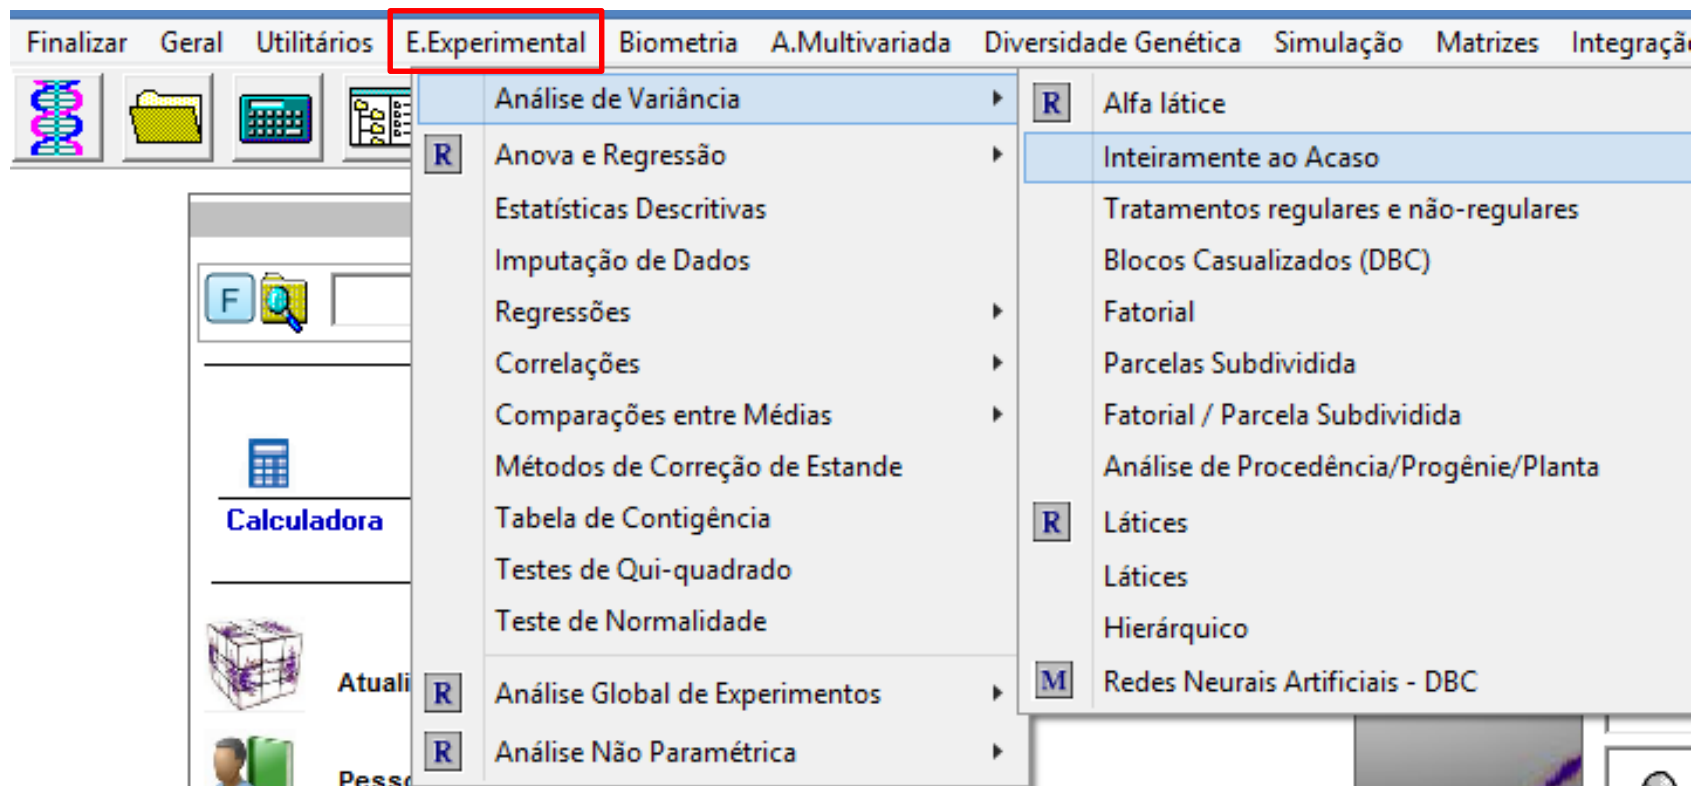 Finalizar Geral Utilitários E.Experimental Biometria A.Multivariada Diversidade Genética Simulação Matrizes Integraçã
Análise de Variância
R Anova e Regressão
Estatísticas Descritivas
Imputação de Dados
Regressões
Correlações
Comparações entre Médias
Métodos de Correção de Estande
Tabela de Contigência
Testes de Qui-quadrado
Teste de Normalidade
R Análise Global de Experimentos
R Análise Não Paramétrica
R Alfa látice
Inteiramente ao Acaso
Tratamentos regulares e não-regulares
Blocos Casualizados (DBC)
Fatorial
Parcelas Subdividida
Fatorial / Parcela Subdividida
Análise de Procedência/Progênie/Planta
R Látices
Látices
Hierárquico
M Redes Neurais Artificiais - DBC
F
Calculadora
Atuali
Pesso